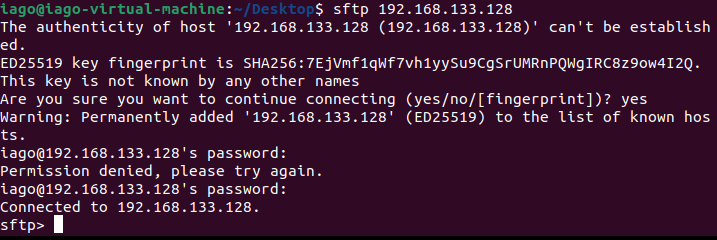 iago@iago-virtual-machine:~/Desktop$ sftp 192.168.133.128
The authenticity of host '192.168.133.128 (192.168.133.128)' can't be establish
ed.
ED25519 key fingerprint is SHA256:7EjVmf1qWf7vh1yySu9CgSrUMRnPQWgIRC8z9ow4I2Q.
This key is not known by any other names
Are you sure you want to continue connecting (yes/no/[fingerprint])? yes
Warning: Permanently added '192.168.133.128' (ED25519) to the list of known hos
ts.
iago@192.168.133.128's password:
Permission denied, please try again.
iago@192.168.133.128's password:
Connected to 192.168.133.128.
sftp>